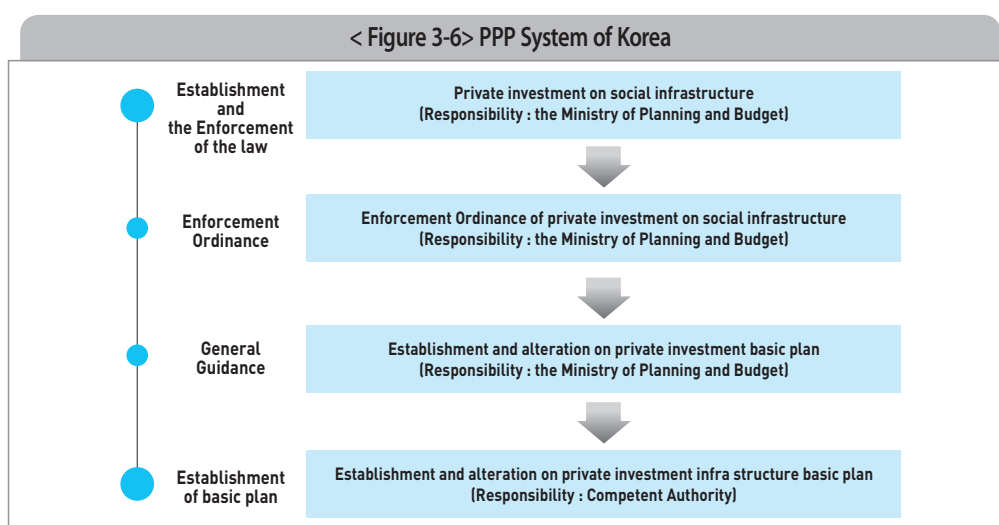 < Figure 3-6> PPP System of Korea
Establishment
and
the Enforcement
of the law
Private investment on social infrastructure
(Responsibility : the Ministry of Planning and Budget)
Enforcement
Ordinance
Enforcement Ordinance of private investment on social infrastructure
(Responsibility : the Ministry of Planning and Budget)
General
Guidance
Establishment and alteration on private investment basic plan
(Responsibility : the Ministry of Planning and Budget)
Establishment
of basic plan
Establishment and alteration on private investment infra structure basic plan
(Responsibility : Competent Authority)